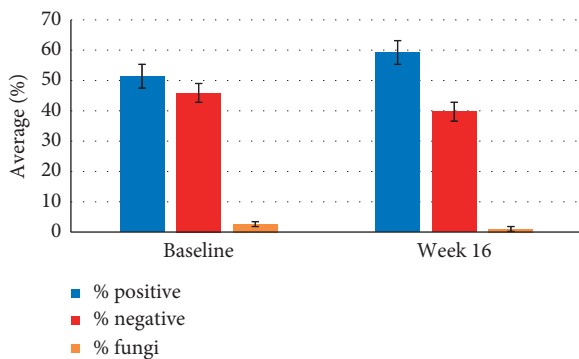 Average (%)
70
60
50
40
30
20
10
0
Baseline
Week 16
% positive
% negative
% fungi